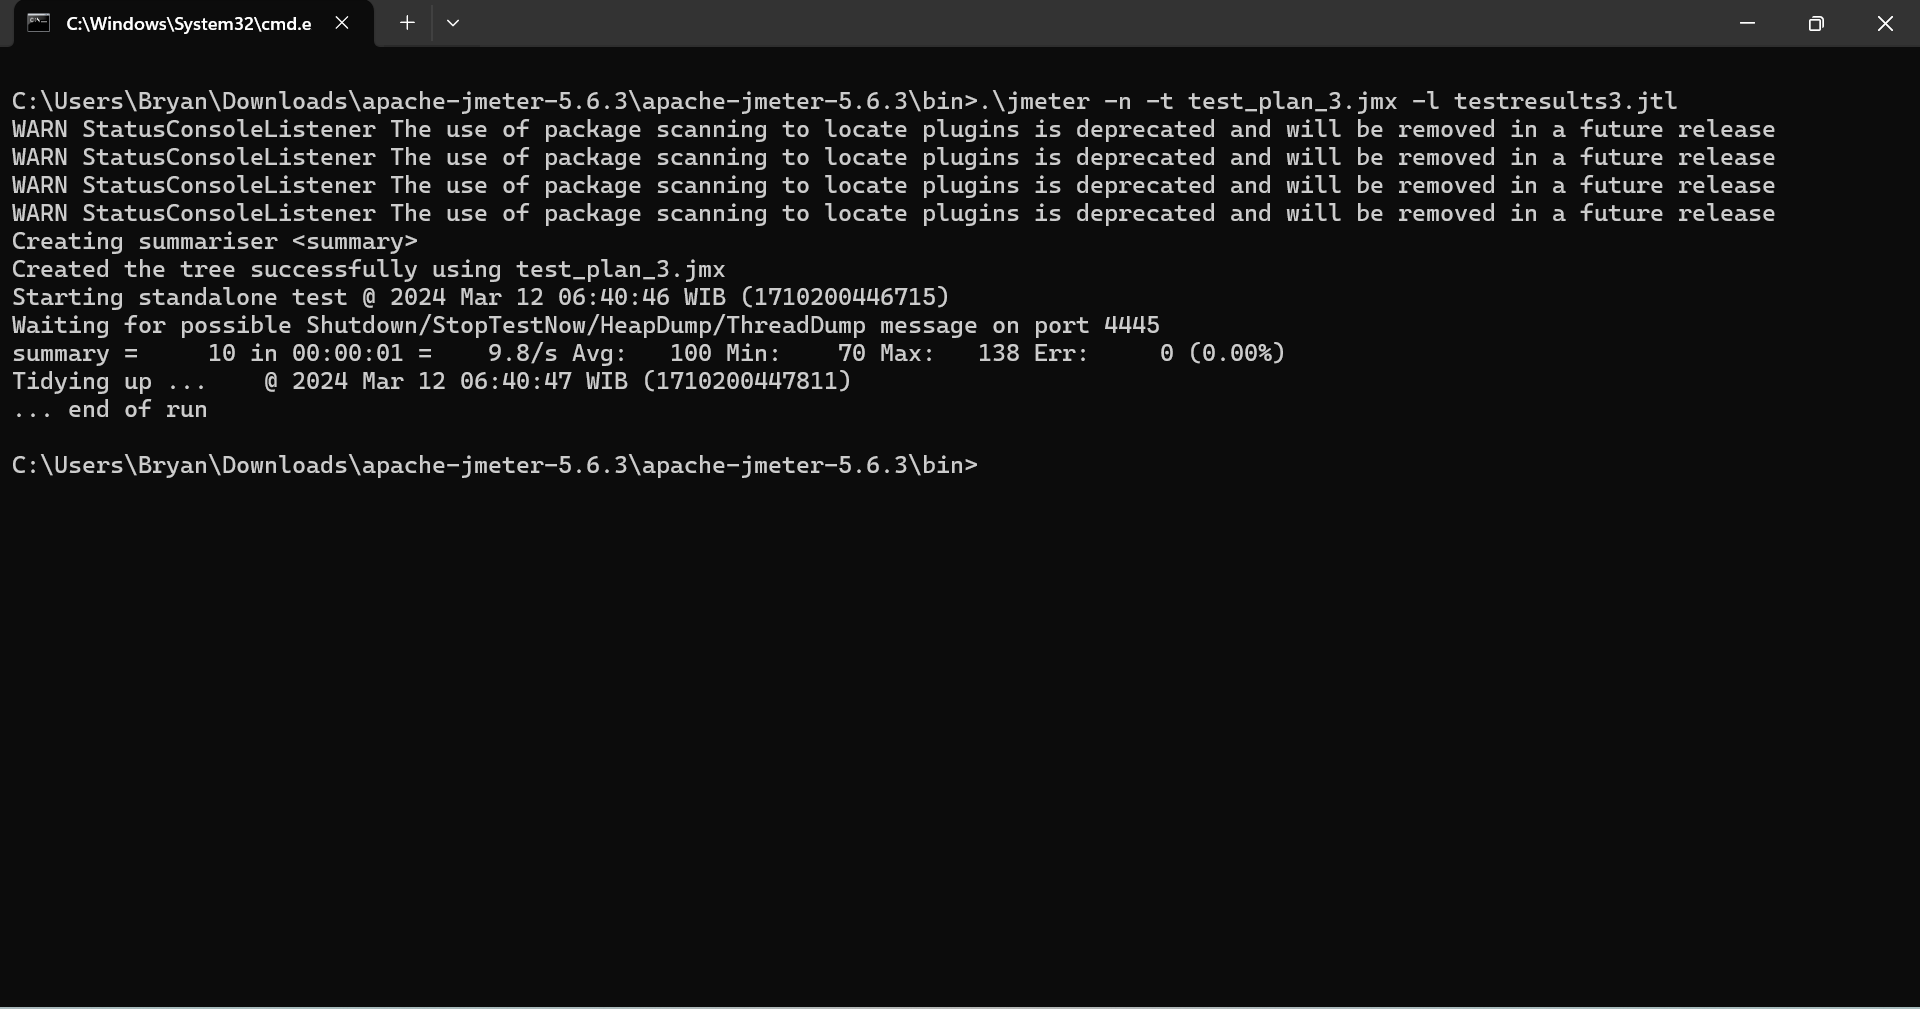 C:\Windows\System32\cmd.e
C:\Users\Bryan\Downloads\apache-jmeter-5.6.3\apache-jmeter-5.6.3\bin>.\jmeter -n -t test_plan_3.jmx -l testresults3.jtl
WARN StatusConsoleListener The use of package scanning to locate plugins is deprecated and will be removed in a future release
WARN StatusConsoleListener The use of package scanning to locate plugins is deprecated and will be removed in a future release
WARN StatusConsoleListener The use of package scanning to locate plugins is deprecated and will be removed in a future release
WARN StatusConsoleListener The use of package scanning to locate plugins is deprecated and will be removed in a future release
Creating summariser <summary>
Created the tree successfully using test_plan_3.jmx
Starting standalone test @ 2024 Mar 12 06:40:46 WIB (1710200446715)
Waiting for possible Shutdown/StopTestNow/HeapDump/ThreadDump message on port 4445
summary =     10 in 00:00:01 =    9.8/s Avg:   100 Min:    70 Max:   138 Err:     0 (0.00%)
Tidying up ...    @ 2024 Mar 12 06:40:47 WIB (1710200447811)
... end of run
C:\Users\Bryan\Downloads\apache-jmeter-5.6.3\apache-jmeter-5.6.3\bin>